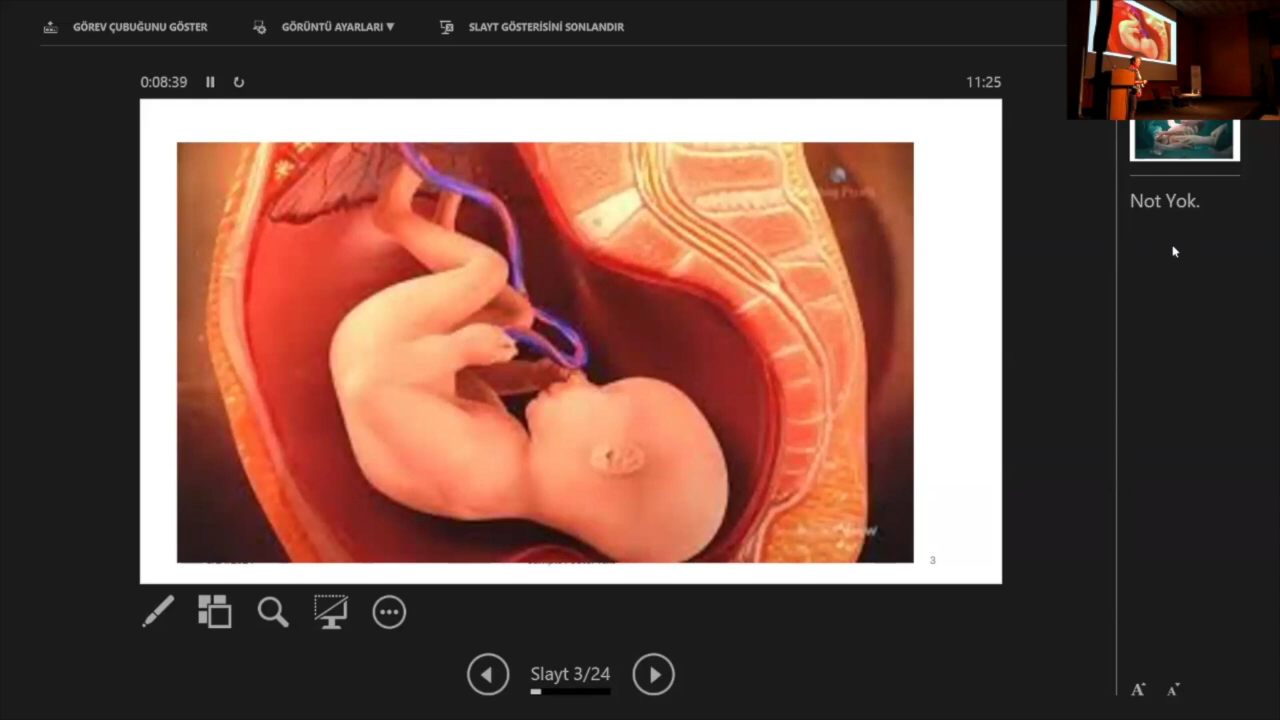 GÖREV ÇUBUĞUNU GÖSTER
GÖRÜNTÜ AYARLARI ▼
SLAYT GÖSTERİSİNİ SONLANDIR
0:08:39
11:25
Not Yok.
3
Slayt 3/24
A A